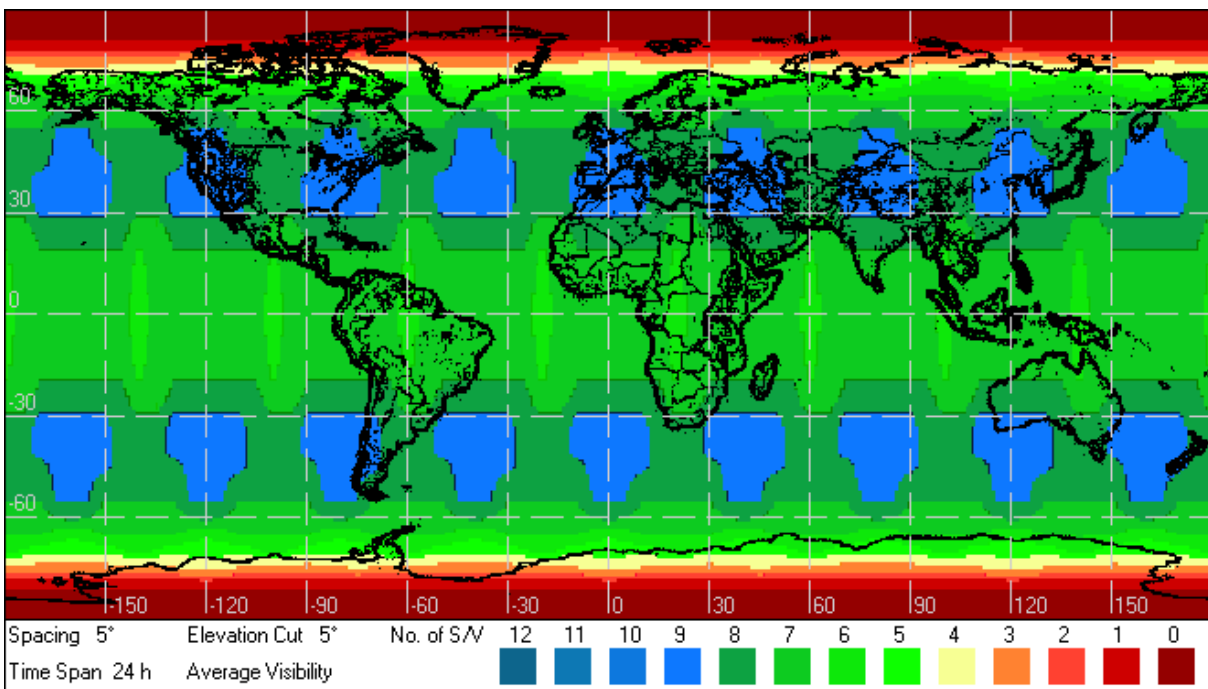 60
30
0
-30
-60
-150 -120 -90 -60 -30 0 30 60 90 120 150
Spacing 5° Elevation Cut 5° No. of S/V 12 11 10 9 8 7 6 5 4 3 2 1 0
Time Span 24 h Average Visibility